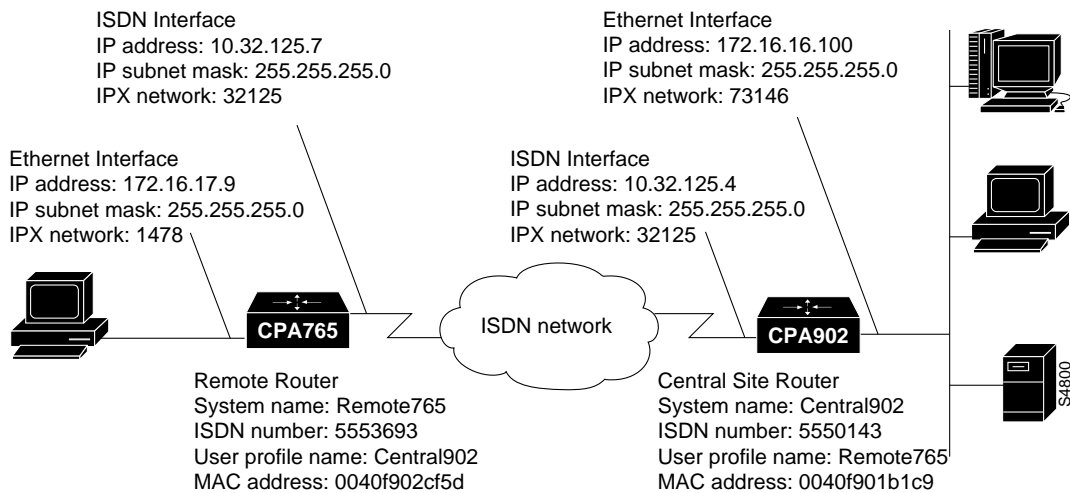 ISDN Interface
IP address: 10.32.125.7
IP subnet mask: 255.255.255.0
IPX network: 32125
Ethernet Interface
IP address: 172.16.16.100
IP subnet mask: 255.255.255.0
IPX network: 73146
Ethernet Interface
IP address: 172.16.17.9
IP subnet mask: 255.255.255.0
IPX network: 1478
ISDN Interface
IP address: 10.32.125.4
IP subnet mask: 255.255.255.0
IPX network: 32125
CPA765
ISDN network
CPA902
Remote Router
System name: Remote765
ISDN number: 5553693
User profile name: Central902
MAC address: 0040f902cf5d
Central Site Router
System name: Central902
ISDN number: 5550143
User profile name: Remote765
MAC address: 0040f901b1c9
S4800